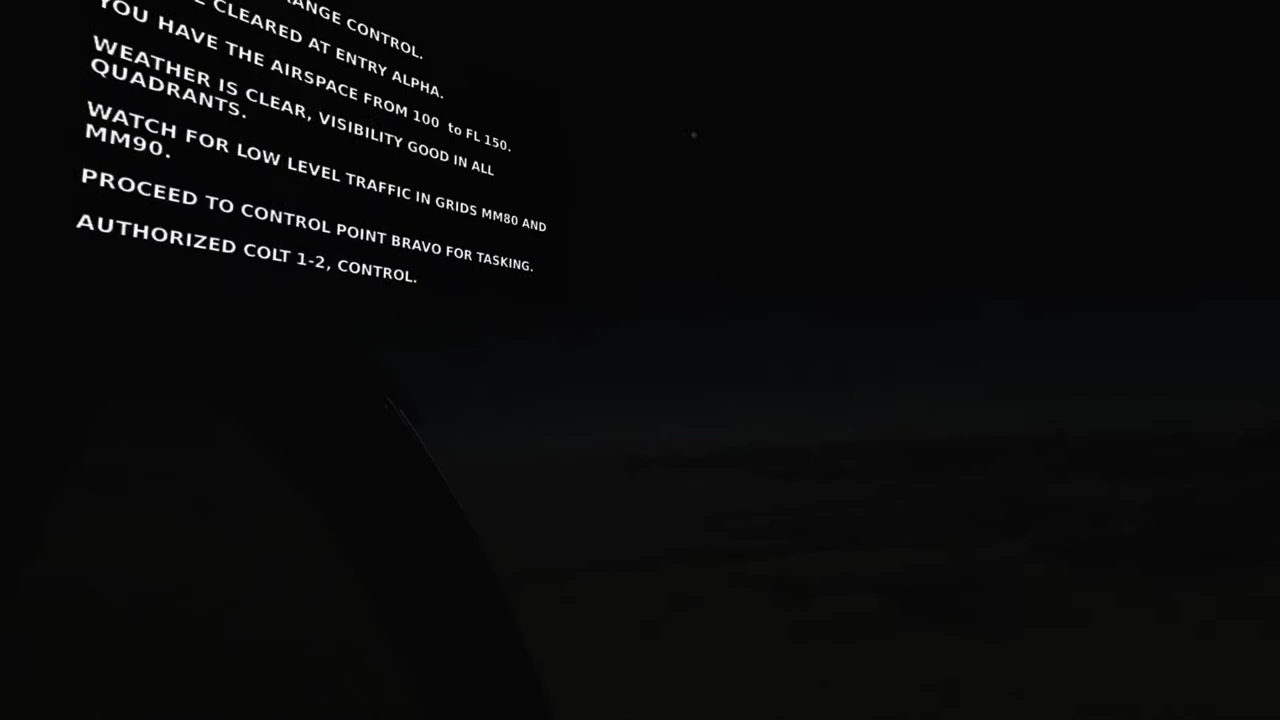 RANGE CONTROL.
CLEARED AT ENTRY ALPHA.
YOU HAVE THE AIRSPACE FROM 100 to FL 150.
WEATHER IS CLEAR, VISIBILITY GOOD IN ALL
QUADRANTS.
WATCH FOR LOW LEVEL TRAFFIC IN GRIDS MM80 AND
MM90.
PROCEED TO CONTROL POINT BRAVO FOR TASKING.
AUTHORIZED COLT 1-2, CONTROL.